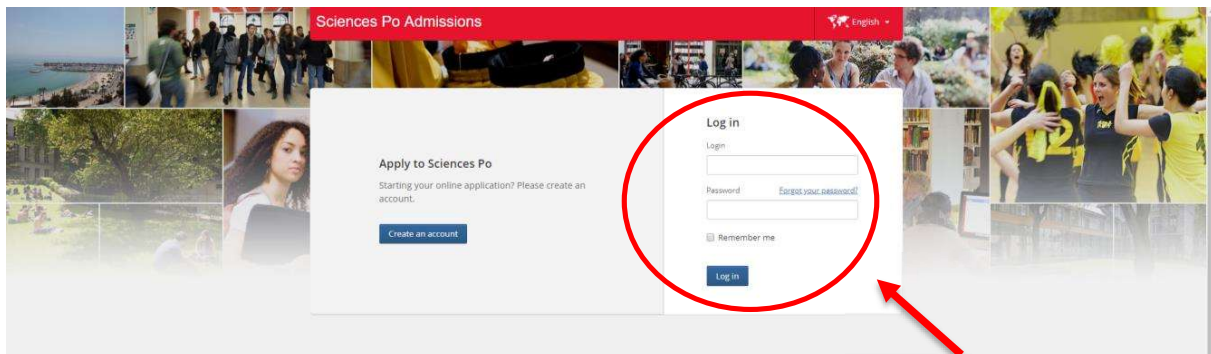 Sciences Po Admissions
English
Apply to Sciences Po
Starting your online application? Please create an
account.
Create an account
Log in
Login
Password Forgot your password?
Remember me
Log in